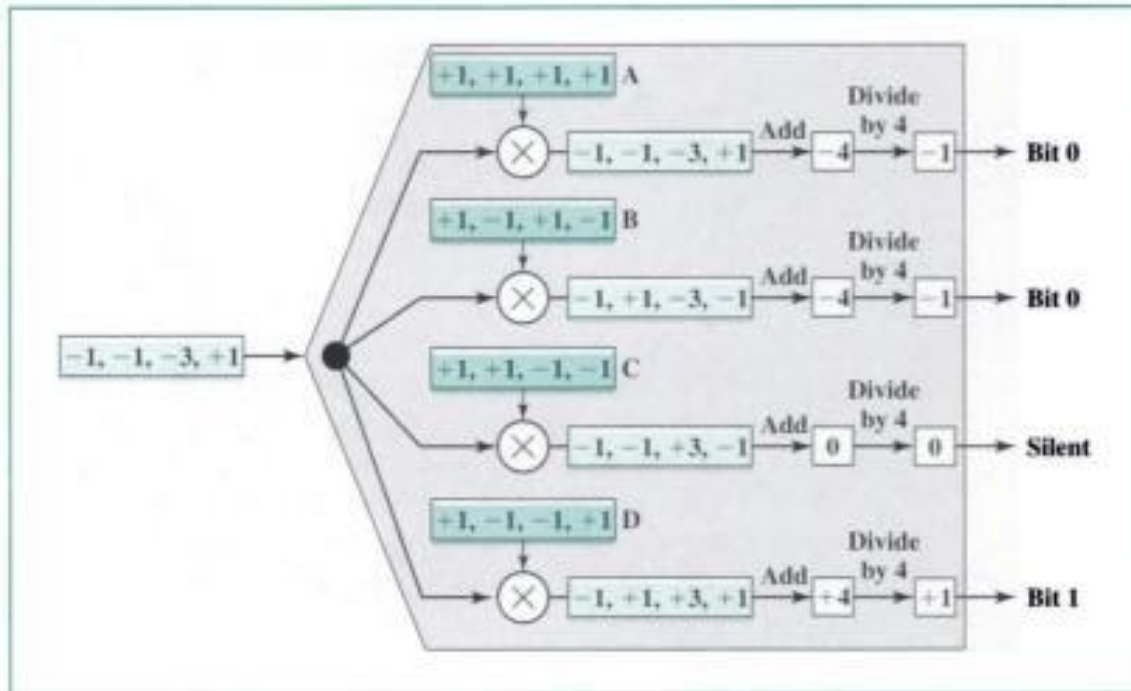 +1, +1, +1, +1 A
Divide
by 4
Add
−1, −1, −3, +1
−4
−1
Bit 0
+1, −1, +1, −1 B
Divide
by 4
Add
−1, +1, −3, −1
−4
−1
Bit 0
−1, −1, −3, +1
+1, +1, −1, −1 C
Divide
by 4
Add
−1, −1, +3, −1
0
0
Silent
+1, −1, −1, +1 D
Divide
by 4
Add
−1, +1, +3, +1
+4
+1
Bit 1